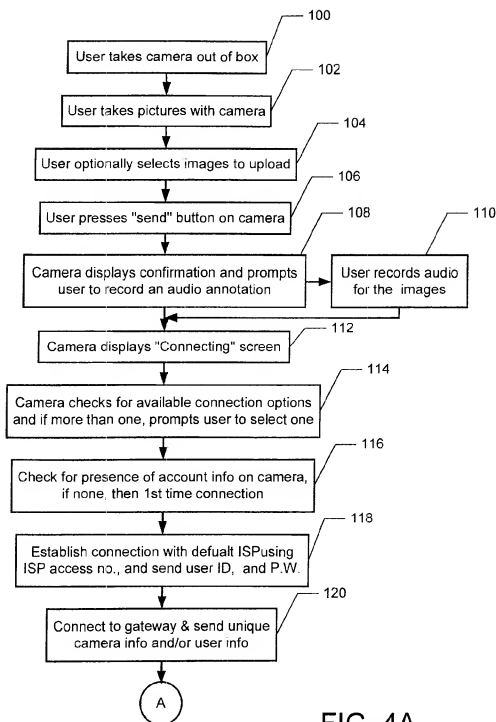 100
User takes camera out of box
102
User takes pictures with camera
104
User optionally selects images to upload
106
User presses "send" button on camera
108
110
Camera displays confirmation and prompts
user to record an audio annotation
User records audio
for the images
112
Camera displays "Connecting" screen
114
Camera checks for available connection options
and if more than one, prompts user to select one
116
Check for presence of account info on camera,
if none, then 1st time connection
118
Establish connection with defualt ISPusing
ISP access no., and send user ID, and P.W.
120
Connect to gateway & send unique
camera info and/or user info
A
FIG. 4A